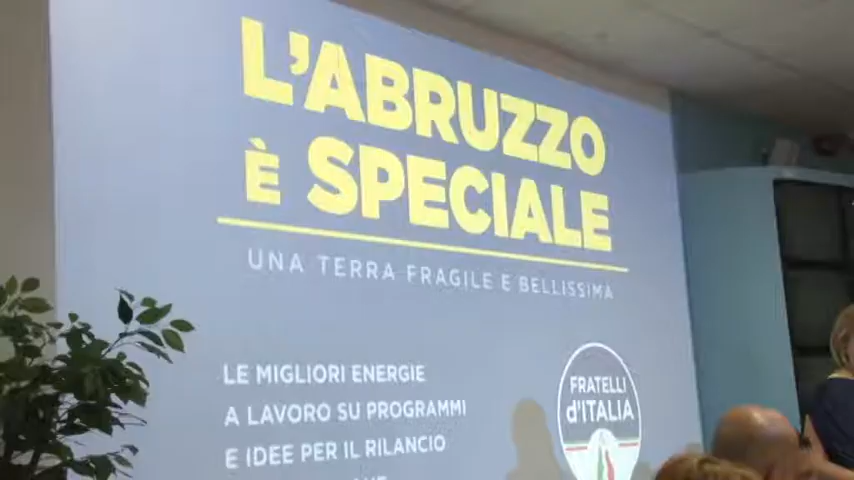 L'ABRUZZO
È SPECIALE
UNA TERRA FRAGILE E BELLISSIMA
LE MIGLIORI ENERGIE
A LAVORO SU PROGRAMMI
E IDEE PER IL RILANCIO
FRATELLI
d'ITALIA